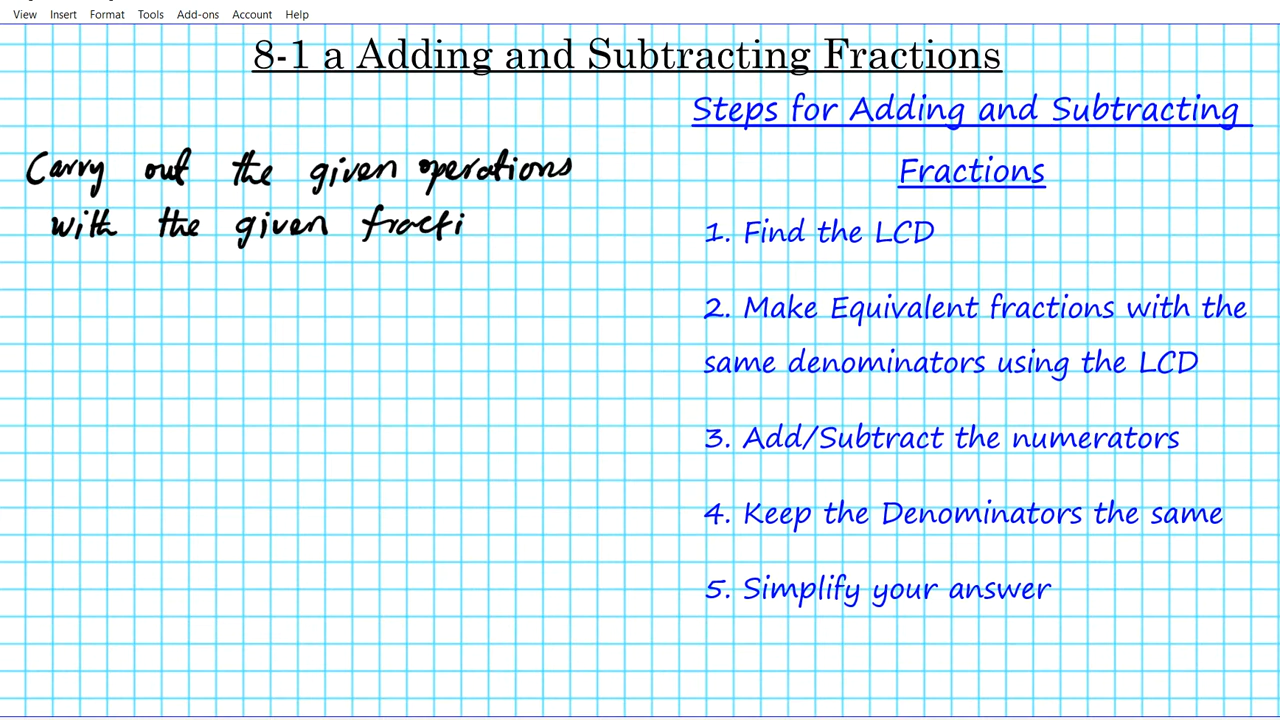 View Insert Format Tools Add-ons Account Help
8-1 a Adding and Subtracting Fractions
Carry out the given operations
with the given fracti
Steps for Adding and Subtracting
Fractions
1. Find the LCD
2. Make Equivalent fractions with the
same denominators using the LCD
3. Add/Subtract the numerators
4. Keep the Denominators the same
5. Simplify your answer